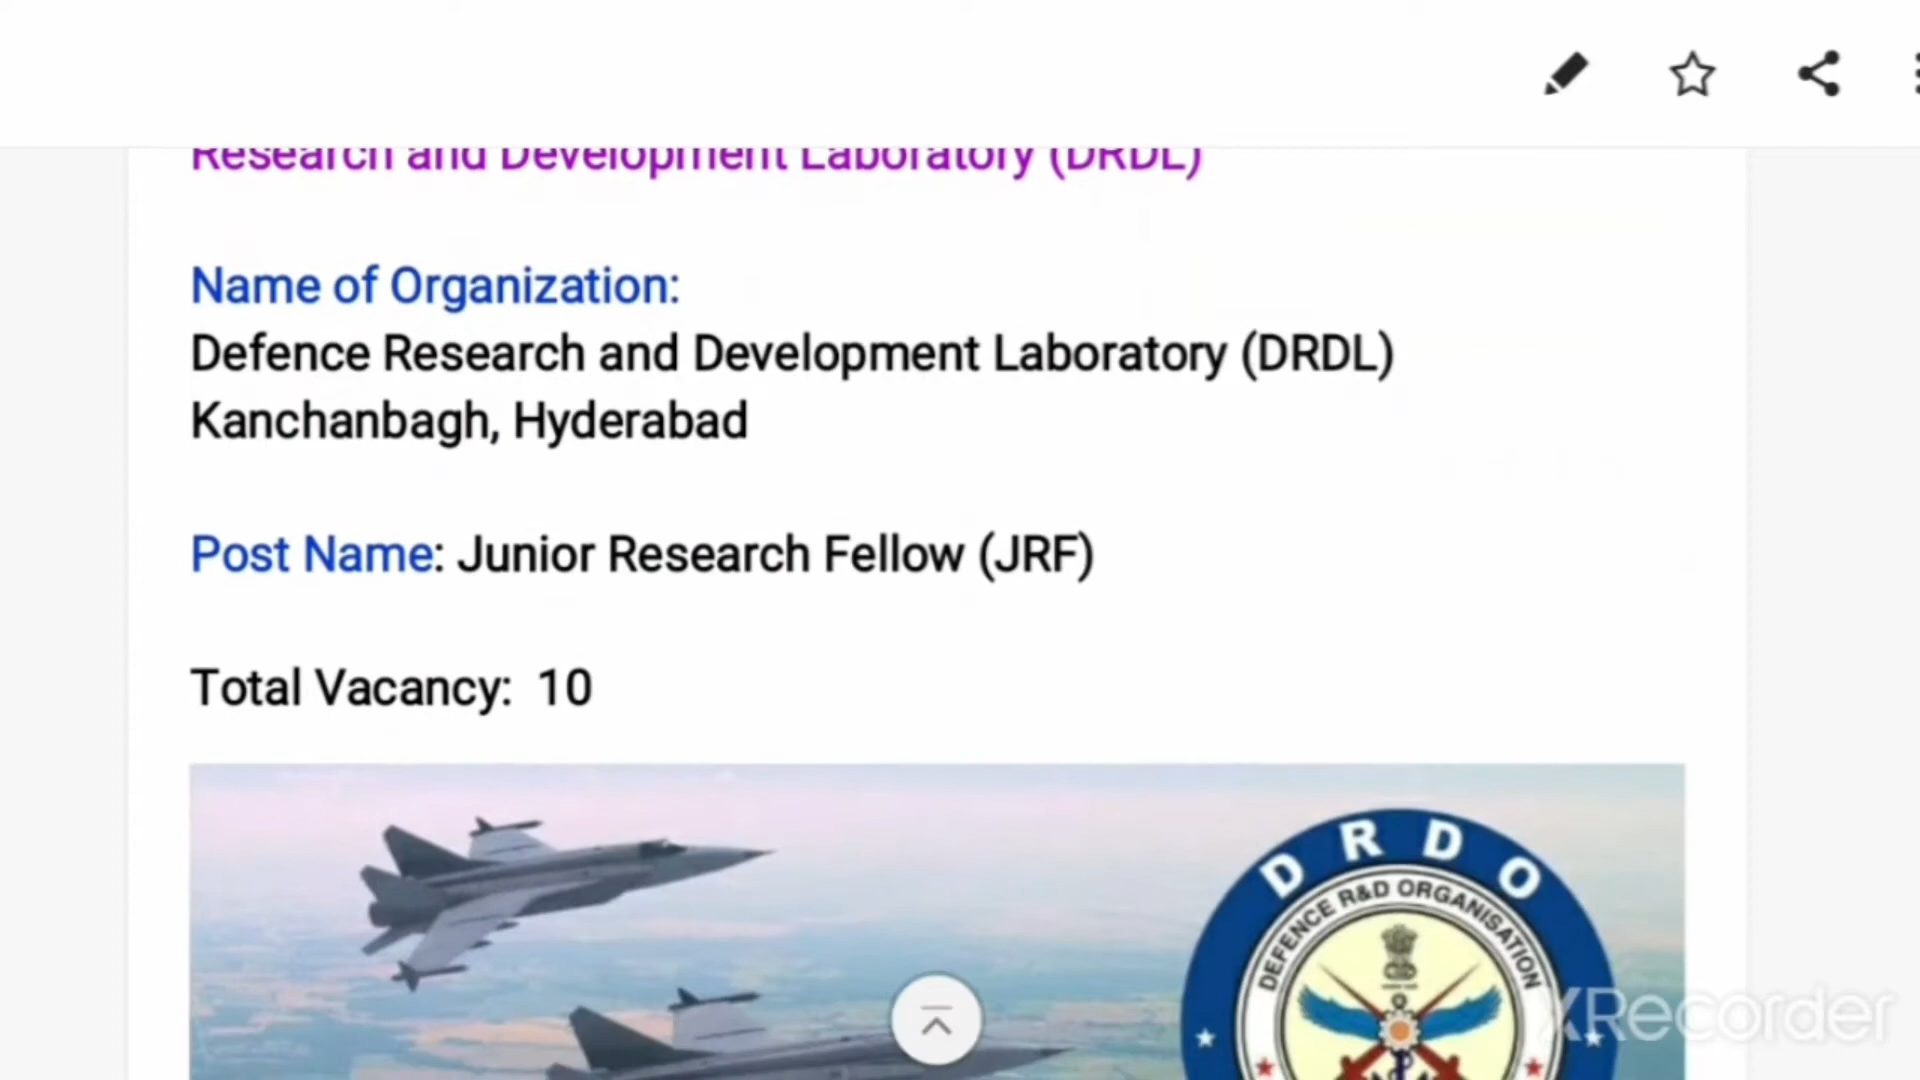 Research and Development Laboratory (DRDL)
Name of Organization:
Defence Research and Development Laboratory (DRDL)
Kanchanbagh, Hyderabad
Post Name: Junior Research Fellow (JRF)
Total Vacancy: 10
DRDO
DEFENCE R&D ORGANISATION
XRecorder